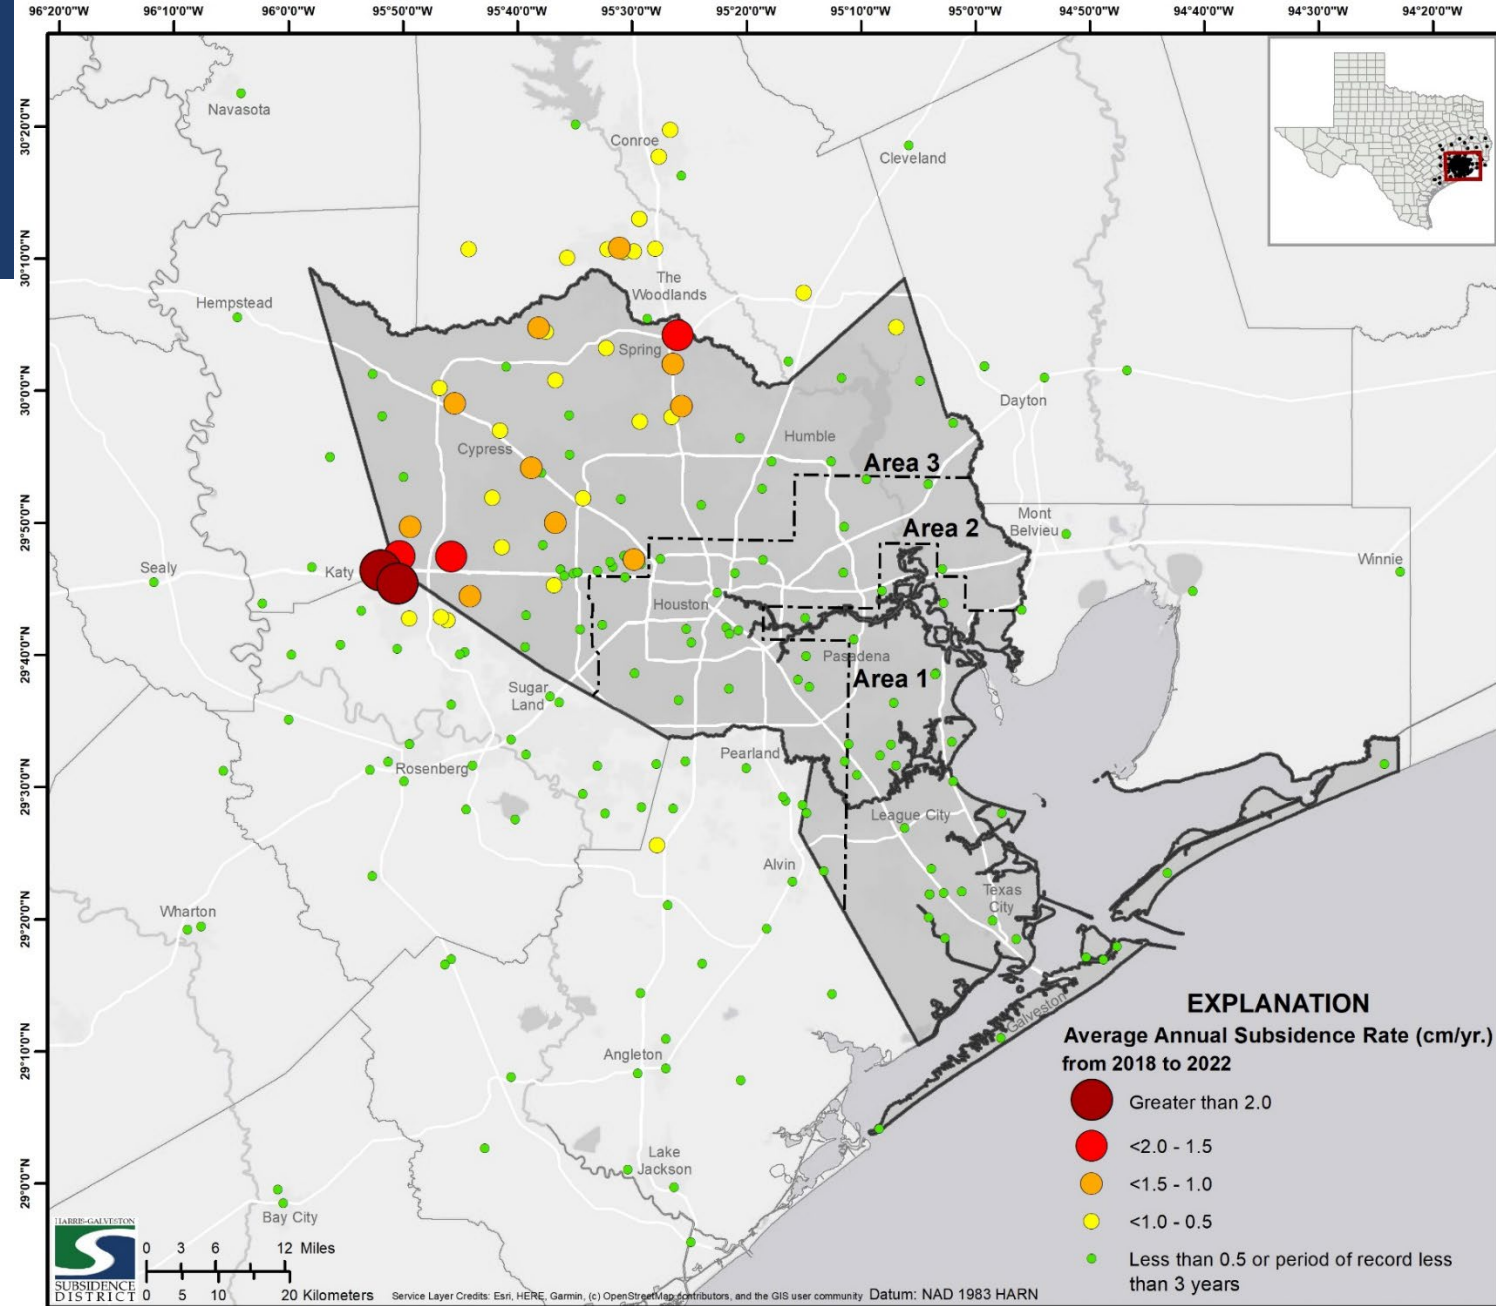 96°20'0"W 96°10'0"W 96°0'0"W 95°50'0"W 95°40'0"W 95°30'0"W 95°20'0"W 95°10'0"W 95°0'0"W 94°50'0"W 94°40'0"W 94°30'0"W 94°20'0"W
30°20'0"N
30°10'0"N
30°0'0"N
29°50'0"N
29°40'0"N
29°30'0"N
29°20'0"N
29°10'0"N
29°0'0"N
Navasota
Conroe
Cleveland
The
Woodlands
Hempstead
Spring
Dayton
Humble
Cypress
Area 3
Mont
Belvieu
Area 2
Winnie
Sealy
Katy
Houston
Pasadena
Area 1
Sugar
Land
Pearland
Rosenberg
League City
Alvin
Texas
City
Wharton
Galveston
Angleton
Lake
Jackson
Bay City
EXPLANATION
Average Annual Subsidence Rate (cm/yr.)
from 2018 to 2022
Greater than 2.0
<2.0 - 1.5
<1.5 - 1.0
<1.0 - 0.5
Less than 0.5 or period of record less
than 3 years
HARRIS-GALVESTON
SUBSIDENCE
DISTRICT
0 3 6 12 Miles
0 5 10 20 Kilometers
Service Layer Credits: Esri, HERE, Garmin, (c) OpenStreetMap contributors, and the GIS user community
Datum: NAD 1983 HARN